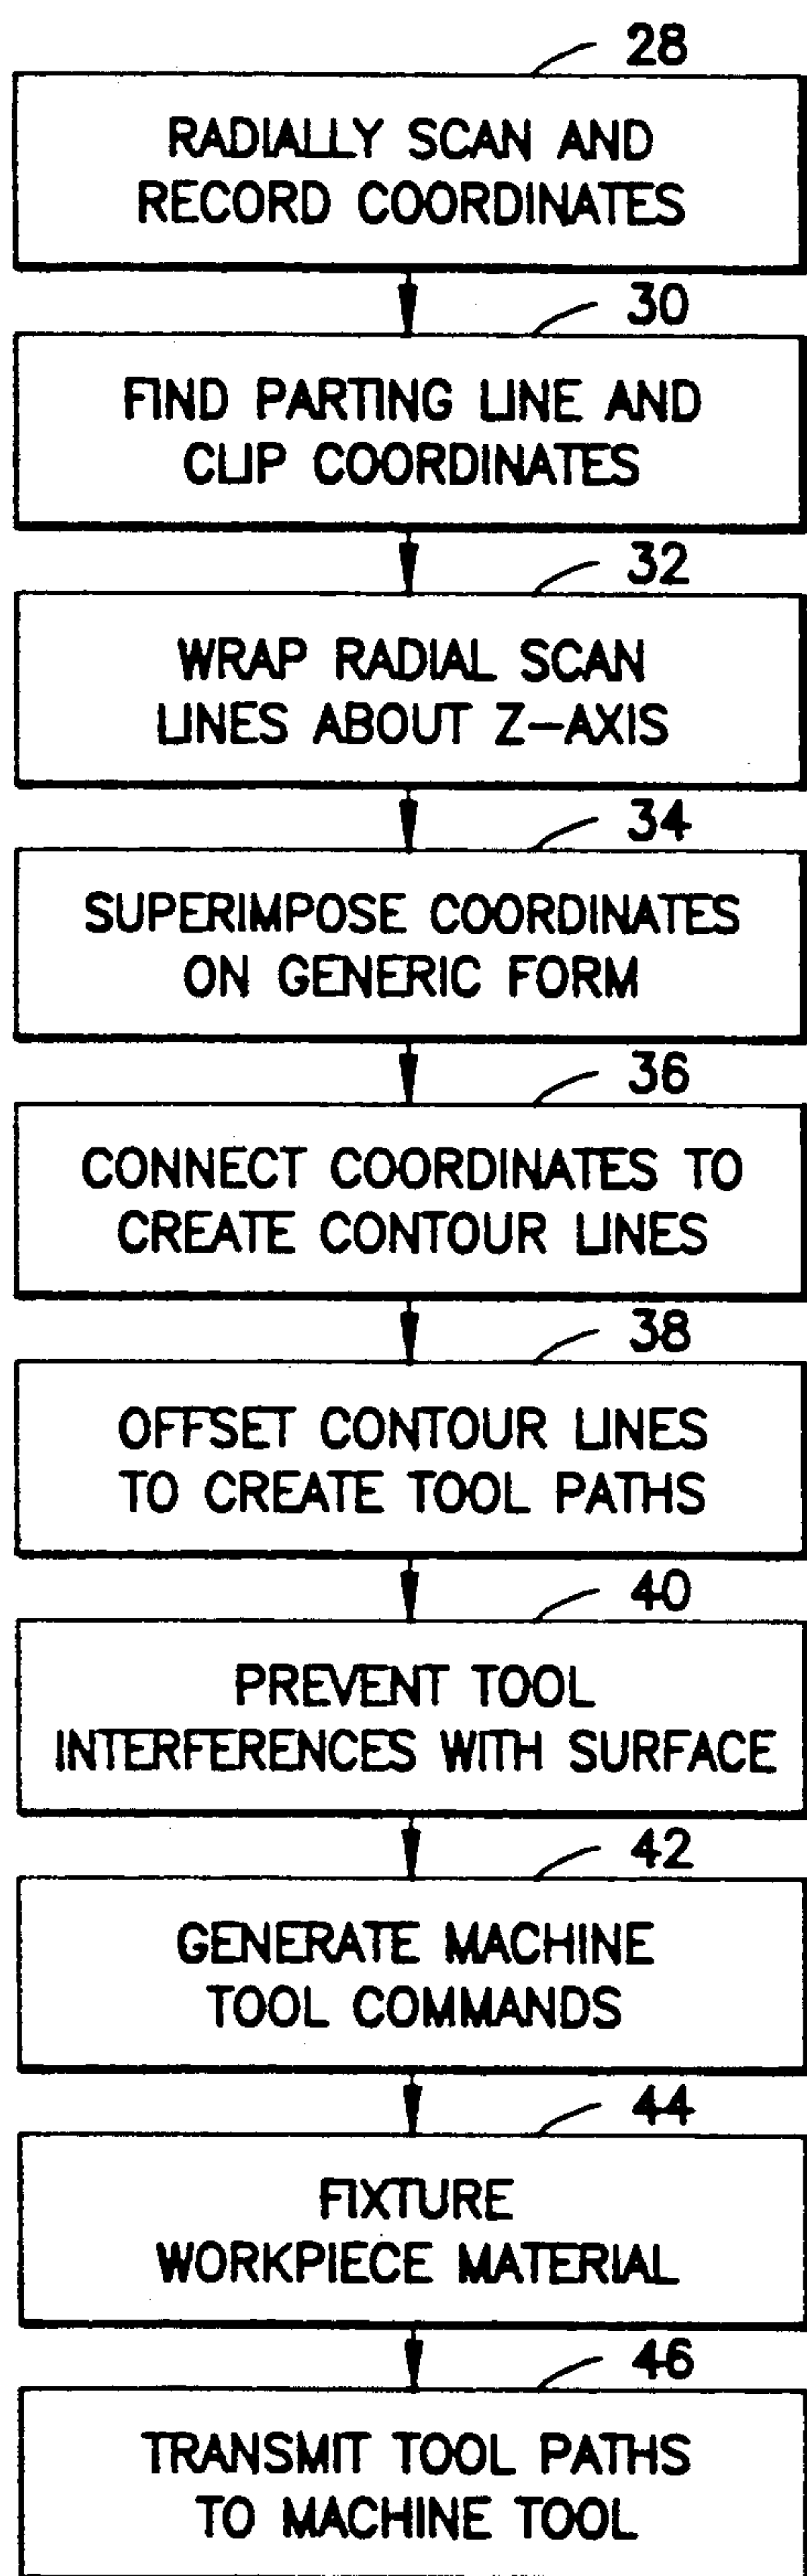 28
RADIALLY SCAN AND
RECORD COORDINATES
30
FIND PARTING LINE AND
CLIP COORDINATES
32
WRAP RADIAL SCAN
LINES ABOUT Z-AXIS
34
SUPERIMPOSE COORDINATES
ON GENERIC FORM
36
CONNECT COORDINATES TO
CREATE CONTOUR LINES
38
OFFSET CONTOUR LINES
TO CREATE TOOL PATHS
40
PREVENT TOOL
INTERFERENCES WITH SURFACE
42
GENERATE MACHINE
TOOL COMMANDS
44
FIXTURE
WORKPIECE MATERIAL
46
TRANSMIT TOOL PATHS
TO MACHINE TOOL